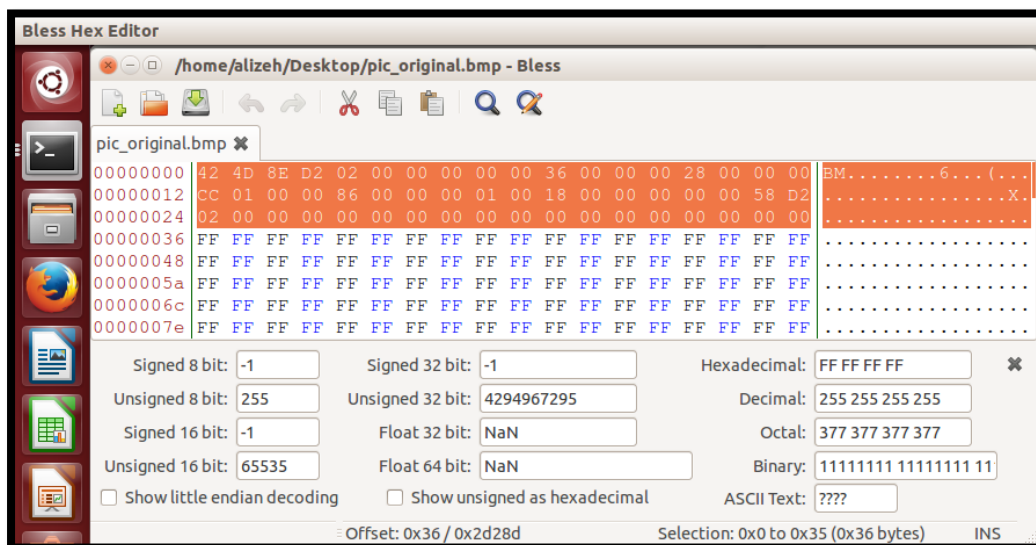 Bless Hex Editor
/home/alizeh/Desktop/pic_original.bmp - Bless
pic_original.bmp
00000000 42 4D 8E D2 02 00 00 00 00 00 36 00 00 00 28 00 00 00 BM........6...(...
00000012 CC 01 00 00 86 00 00 00 01 00 18 00 00 00 00 00 58 D2 ................X.
00000024 02 00 00 00 00 00 00 00 00 00 00 00 00 00 00 00 00 00 ..................
00000036 FF FF FF FF FF FF FF FF FF FF FF FF FF FF FF FF FF FF ..................
00000048 FF FF FF FF FF FF FF FF FF FF FF FF FF FF FF FF FF FF ..................
0000005a FF FF FF FF FF FF FF FF FF FF FF FF FF FF FF FF FF FF ..................
0000006c FF FF FF FF FF FF FF FF FF FF FF FF FF FF FF FF FF FF ..................
0000007e FF FF FF FF FF FF FF FF FF FF FF FF FF FF FF FF FF FF ..................
Signed 8 bit: -1 Signed 32 bit: -1 Hexadecimal: FF FF FF FF
Unsigned 8 bit: 255 Unsigned 32 bit: 4294967295 Decimal: 255 255 255 255
Signed 16 bit: -1 Float 32 bit: NaN Octal: 377 377 377 377
Unsigned 16 bit: 65535 Float 64 bit: NaN Binary: 11111111 11111111 11
Show little endian decoding Show unsigned as hexadecimal ASCII Text: ????
Offset: 0x36 / 0x2d28d Selection: 0x0 to 0x35 (0x36 bytes) INS